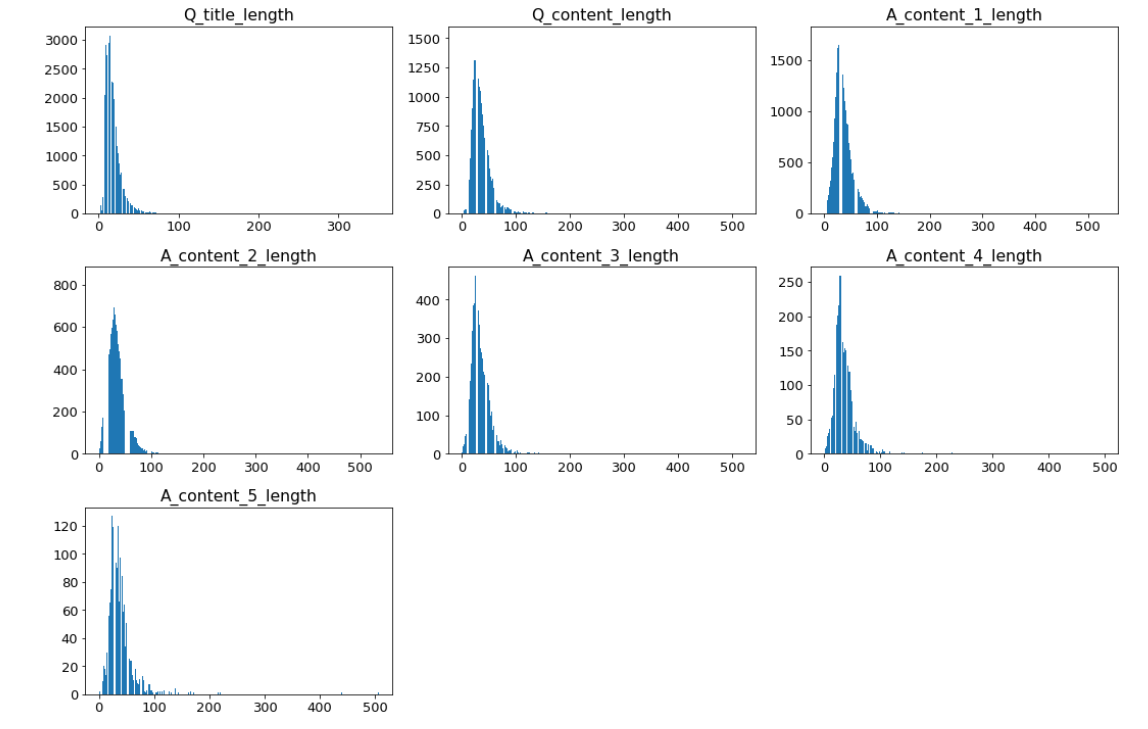 Q_title_length
3000
2500
2000
1500
1000
500
0
0 100 200 300
Q_content_length
1500
1250
1000
750
500
250
0
0 100 200 300 400 500
A_content_1_length
1500
1000
500
0
0 100 200 300 400 500
A_content_2_length
800
600
400
200
0
0 100 200 300 400 500
A_content_3_length
400
300
200
100
0
0 100 200 300 400 500
A_content_4_length
250
200
150
100
50
0
0 100 200 300 400 500
A_content_5_length
120
100
80
60
40
20
0
0 100 200 300 400 500